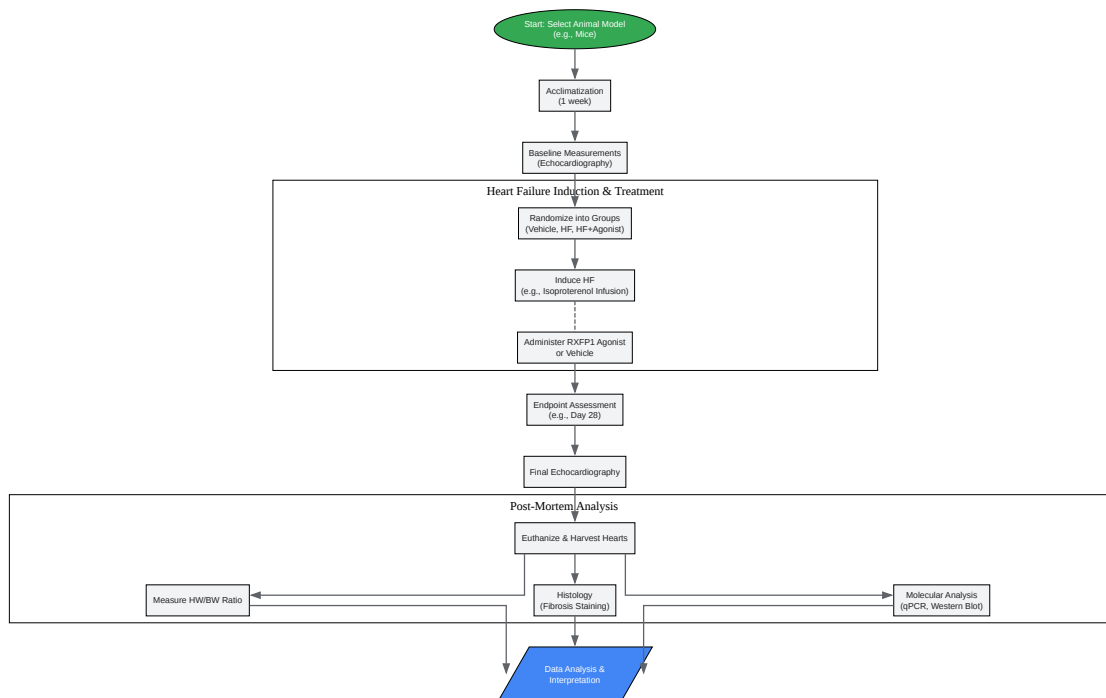 Start: Select Animal Model
(e.g., Mice)
Acclimatization
(1 week)
Baseline Measurements
(Echocardiography)
Heart Failure Induction & Treatment
Randomize into Groups
(Vehicle, HF, HF+Agonist)
Induce HF
(e.g., Isoproterenol Infusion)
Administer RXFP1 Agonist
or Vehicle
Endpoint Assessment
(e.g., Day 28)
Final Echocardiography
Post-Mortem Analysis
Euthanize & Harvest Hearts
Measure HW/BW Ratio
Histology
(Fibrosis Staining)
Molecular Analysis
(qPCR, Western Blot)
Data Analysis &
Interpretation